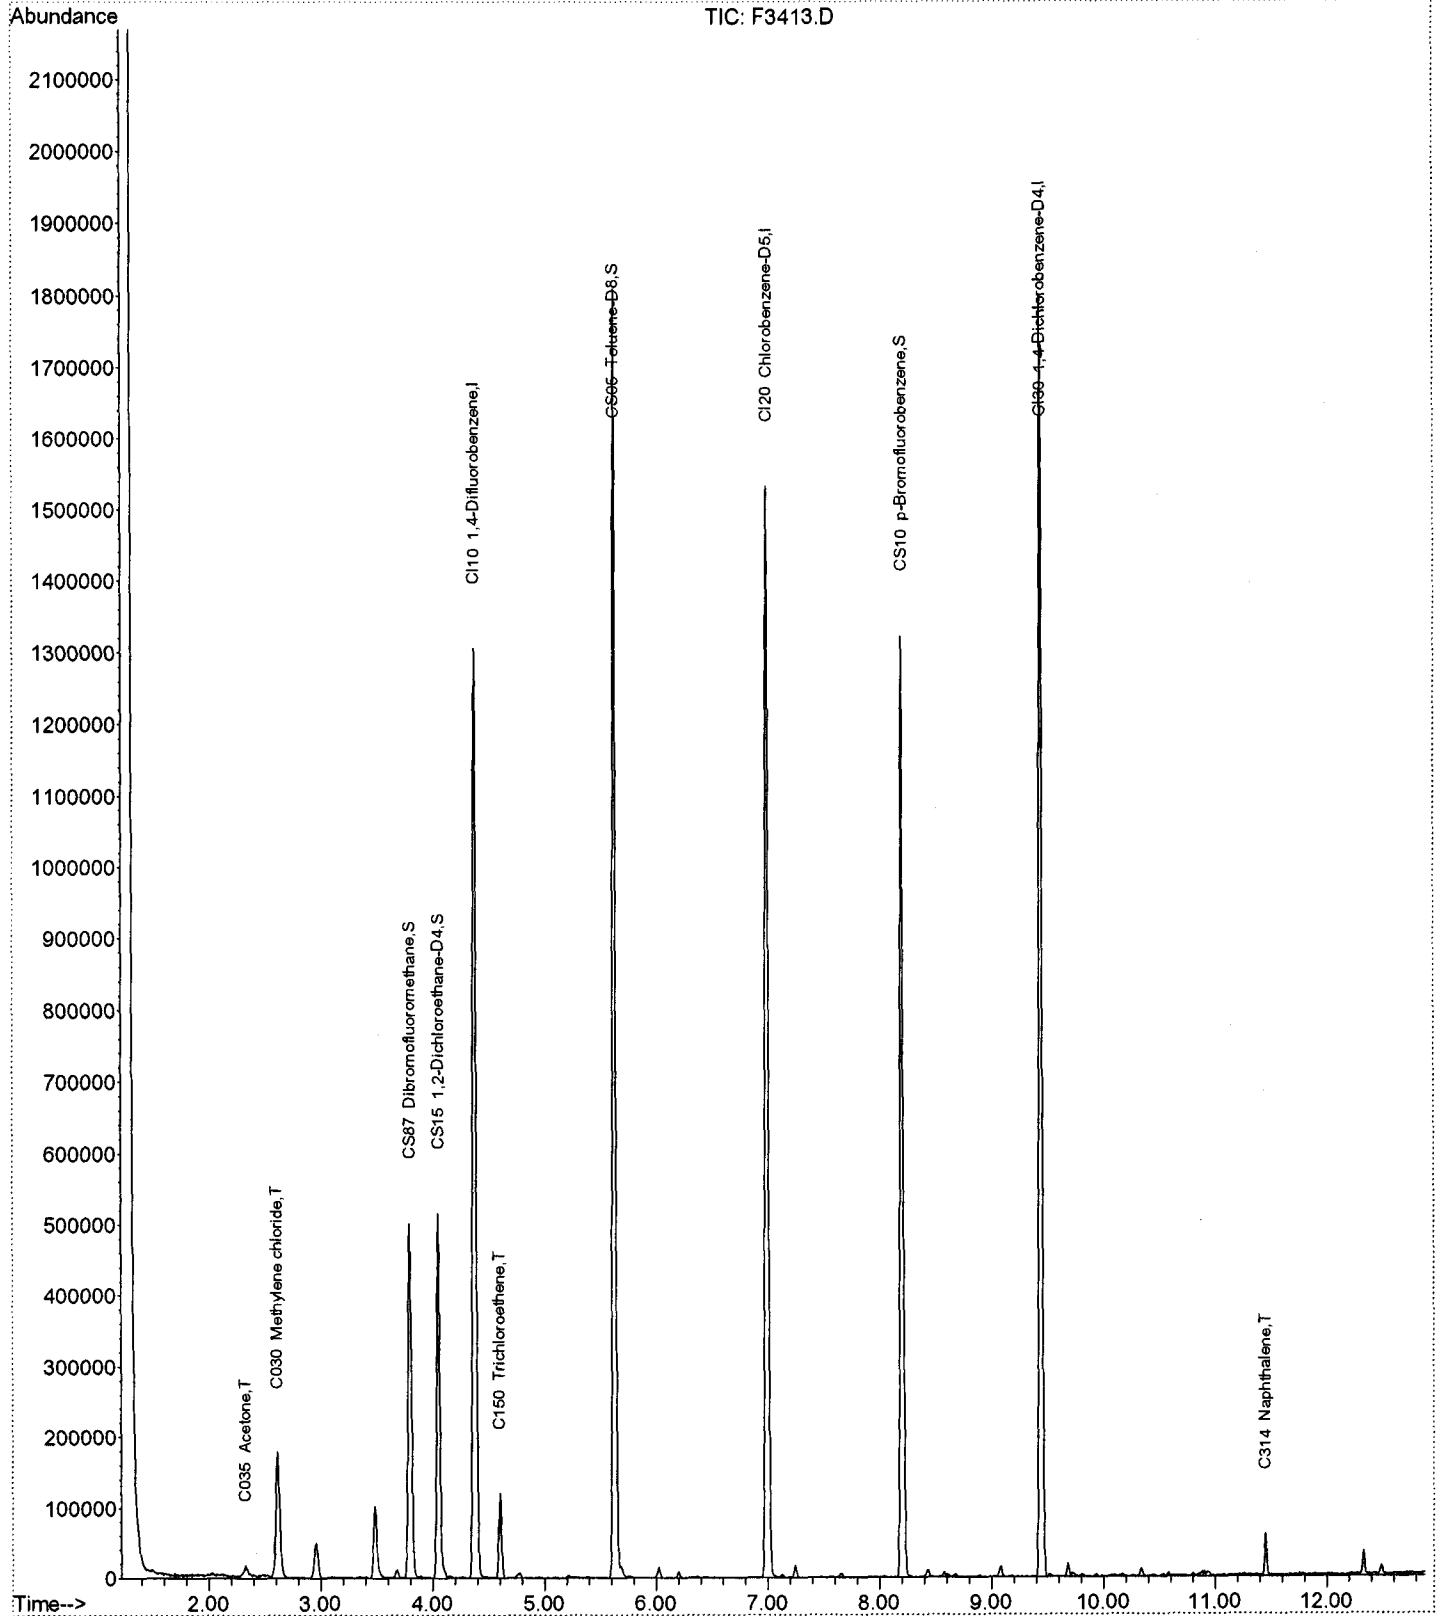 Abundance
TIC: F3413.D
2100000
2000000
1900000
1800000
1700000
1600000
1500000
1400000
1300000
1200000
1100000
1000000
900000
800000
700000
600000
500000
400000
300000
200000
100000
0
C035 Acetone,T
C030 Methylene chloride,T
CS87 Dibromofluoromethane,S
CS15 1,2-Dichloroethane-D4,S
CI10 1,4-Difluorobenzene,I
C150 Trichloroethene,T
CS05 Toluene-D8,S
CI20 Chlorobenzene-D5,I
CS10 p-Bromofluorobenzene,S
CI30 1,4-Dichlorobenzene-D4,I
C314 Naphthalene,T
Time--> 2.00 3.00 4.00 5.00 6.00 7.00 8.00 9.00 10.00 11.00 12.00